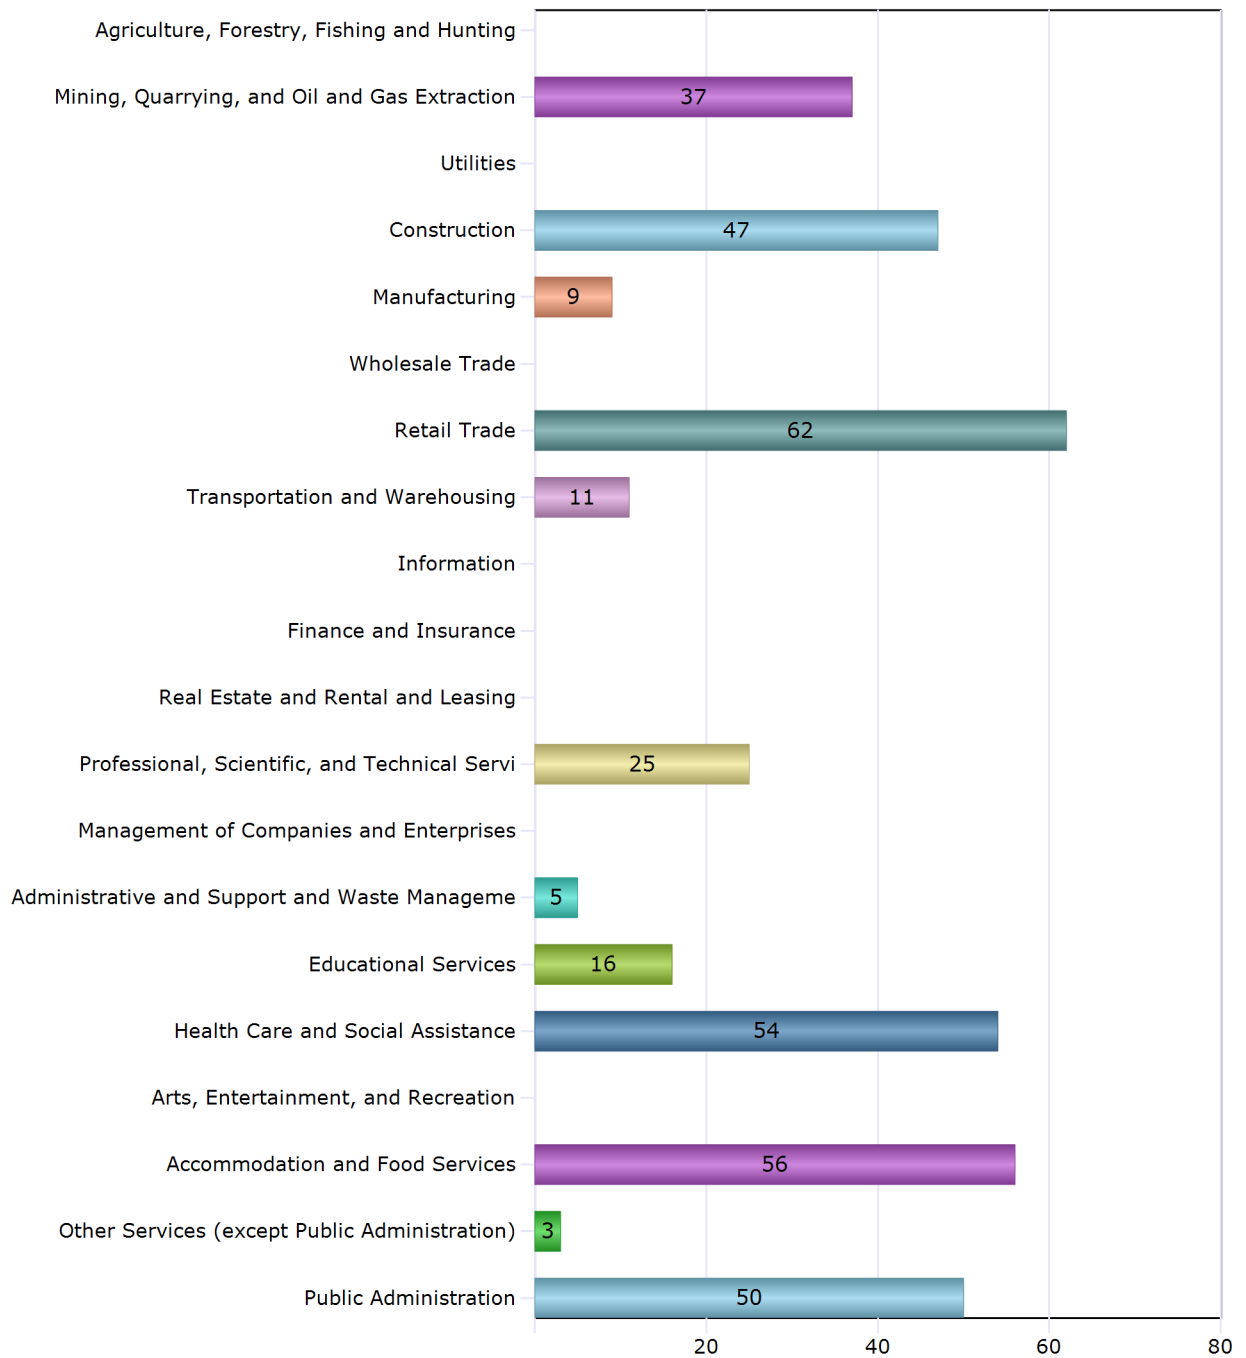 Agriculture, Forestry, Fishing and Hunting
Mining, Quarrying, and Oil and Gas Extraction 37
Utilities
Construction 47
Manufacturing 9
Wholesale Trade
Retail Trade 62
Transportation and Warehousing 11
Information
Finance and Insurance
Real Estate and Rental and Leasing
Professional, Scientific, and Technical Servi 25
Management of Companies and Enterprises
Administrative and Support and Waste Manageme 5
Educational Services 16
Health Care and Social Assistance 54
Arts, Entertainment, and Recreation
Accommodation and Food Services 56
Other Services (except Public Administration) 3
Public Administration 50
20 40 60 80